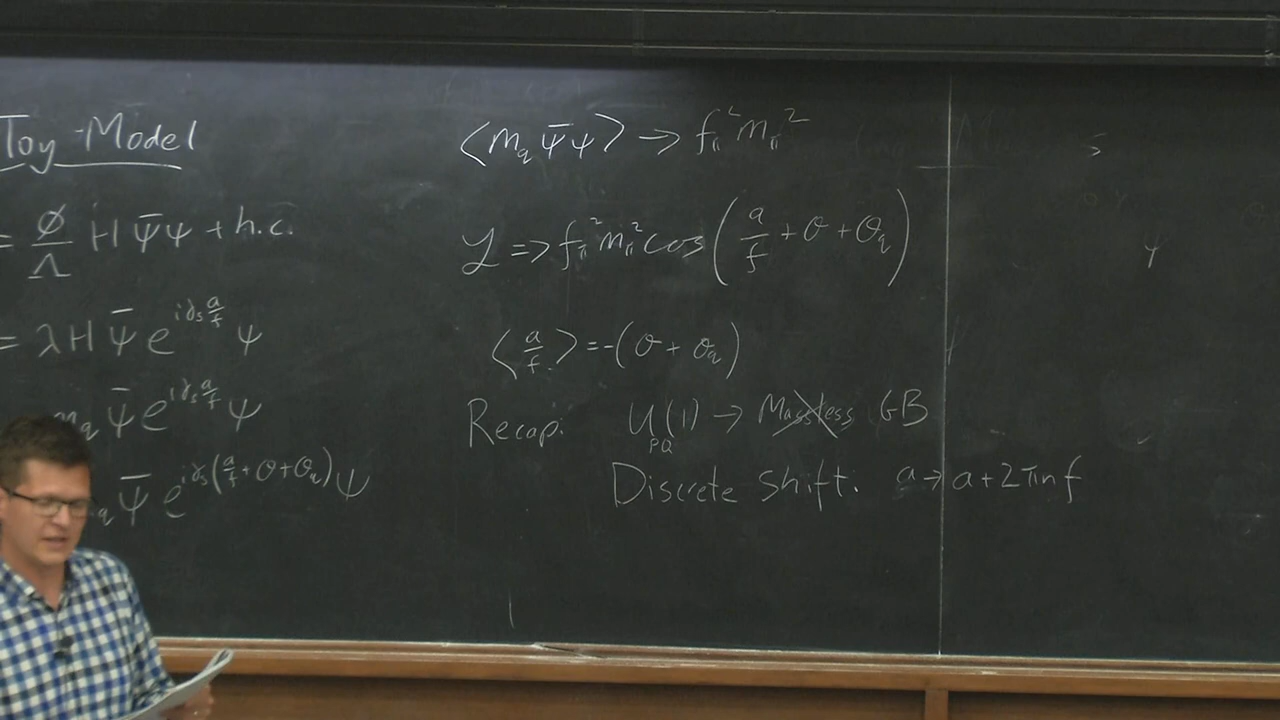 Toy-Model
= ϕ/Λ H ψ̄ψ + h.c.
= λ H ψ̄ e^{iγ₅ a/f} ψ
m_q ψ̄ e^{iγ₅ a/f} ψ
q ψ̄ e^{iγ₅(a/f + θ + θ_q)} ψ
⟨m_q ψ̄ψ⟩ → f_π² m_π²
ℒ => f_π² m_π² cos(a/f + θ + θ_q)
⟨a/f⟩ = -(θ + θ_q)
Recap: U(1)_PQ → Massless GB
Discrete Shift: a → a + 2πnf
ψ